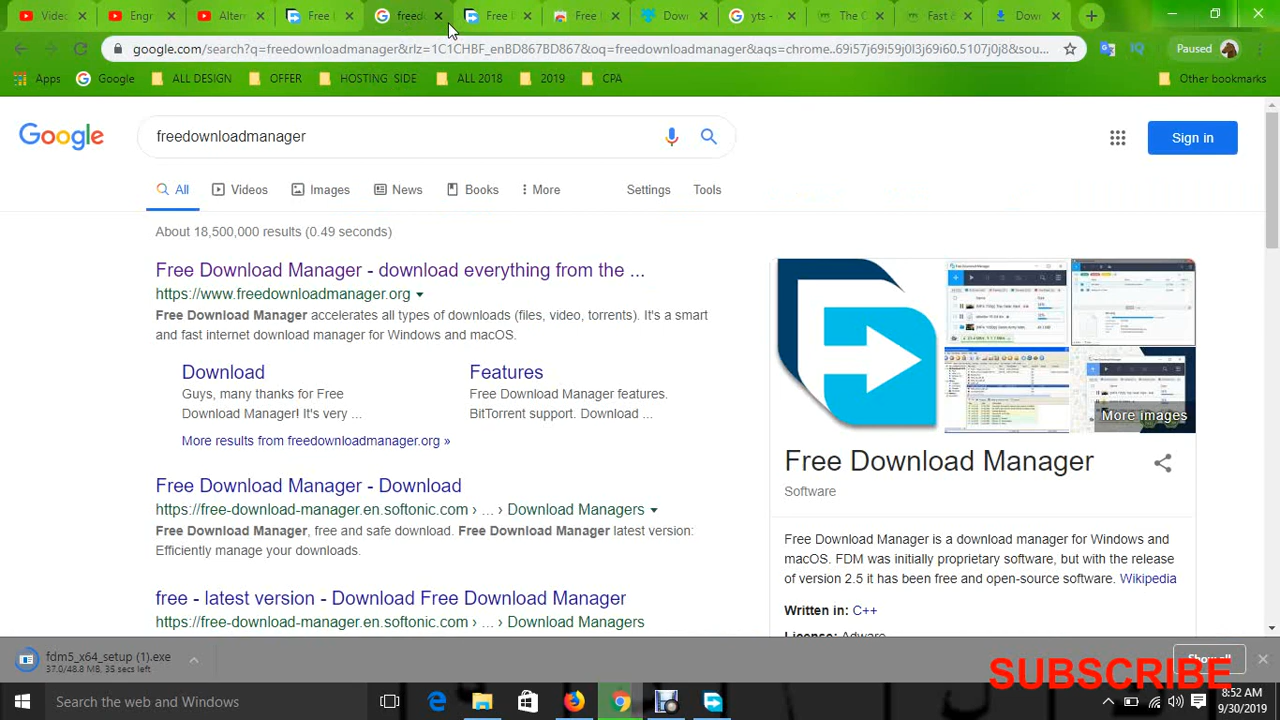 Video
Engr
Altern
Free
freedo
Free
Free
Down
yts -
The C
Fast &
Down
google.com/search?q=freedownloadmanager&rlz=1C1CHBF_enBD867BD867&oq=freedownloadmanager&aqs=chrome..69i57j69i59j0l3j69i60.5107j0j8&sou...
Paused
Apps
Google
ALL DESIGN
OFFER
HOSTING SIDE
ALL 2018
2019
CPA
Other bookmarks
Google
freedownloadmanager
Sign in
All
Videos
Images
News
Books
More
Settings
Tools
About 18,500,000 results (0.49 seconds)
Free Download Manager download everything from the ...
https://www.freedownloadmanager.org
Free Download Manager all types of downloads (files, video, torrents). It's a smart
and fast internet download manager for Windows and macOS.
Download
Guys, many thanks for Free
Download Manager! It's very ...
Features
Free Download Manager features,
BitTorrent support. Download ...
More results from freedownloadmanager.org »
Free Download Manager - Download
https://free-download-manager.en.softonic.com › ... › Download Managers
Free Download Manager, free and safe download. Free Download Manager latest version:
Efficiently manage your downloads.
free - latest version - Download Free Download Manager
https://free-download-manager.en.softonic.com › ... › Download Managers
More images
Free Download Manager
Software
Free Download Manager is a download manager for Windows and
macOS. FDM was initially proprietary software, but with the release
of version 2.5 it has been free and open-source software. Wikipedia
Written in: C++
License: Adware
fdm5_x64_setup (1).exe
37.0/48.8 MB, 35 secs left
Show all
SUBSCRIBE
Search the web and Windows
8:52 AM
9/30/2019